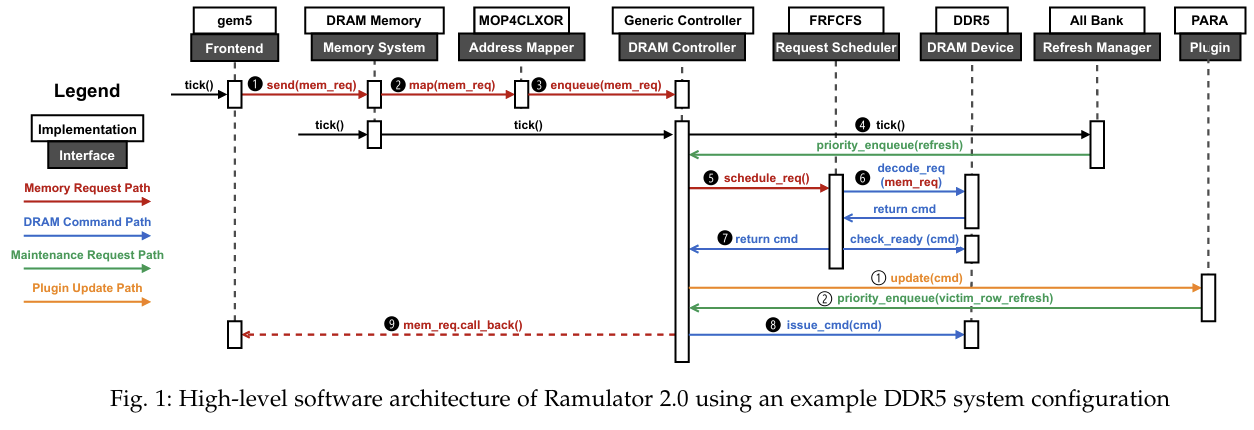 gem5 DRAM Memory MOP4CLXOR Generic Controller FRFCFS DDR5 All Bank PARA
Frontend Memory System Address Mapper DRAM Controller Request Scheduler DRAM Device Refresh Manager Plugin
tick() ❶ send(mem_req) ❷ map(mem_req) ❸ enqueue(mem_req)
Legend
Implementation
Interface
Memory Request Path
DRAM Command Path
Maintenance Request Path
Plugin Update Path
tick() tick() ❹ tick()
priority_enqueue(refresh)
❺ schedule_req() ❻ decode_req
(mem_req)
return cmd
❼ return cmd check_ready (cmd)
① update(cmd)
② priority_enqueue(victim_row_refresh)
❾ mem_req.call_back() ❽ issue_cmd(cmd)
Fig. 1: High-level software architecture of Ramulator 2.0 using an example DDR5 system configuration